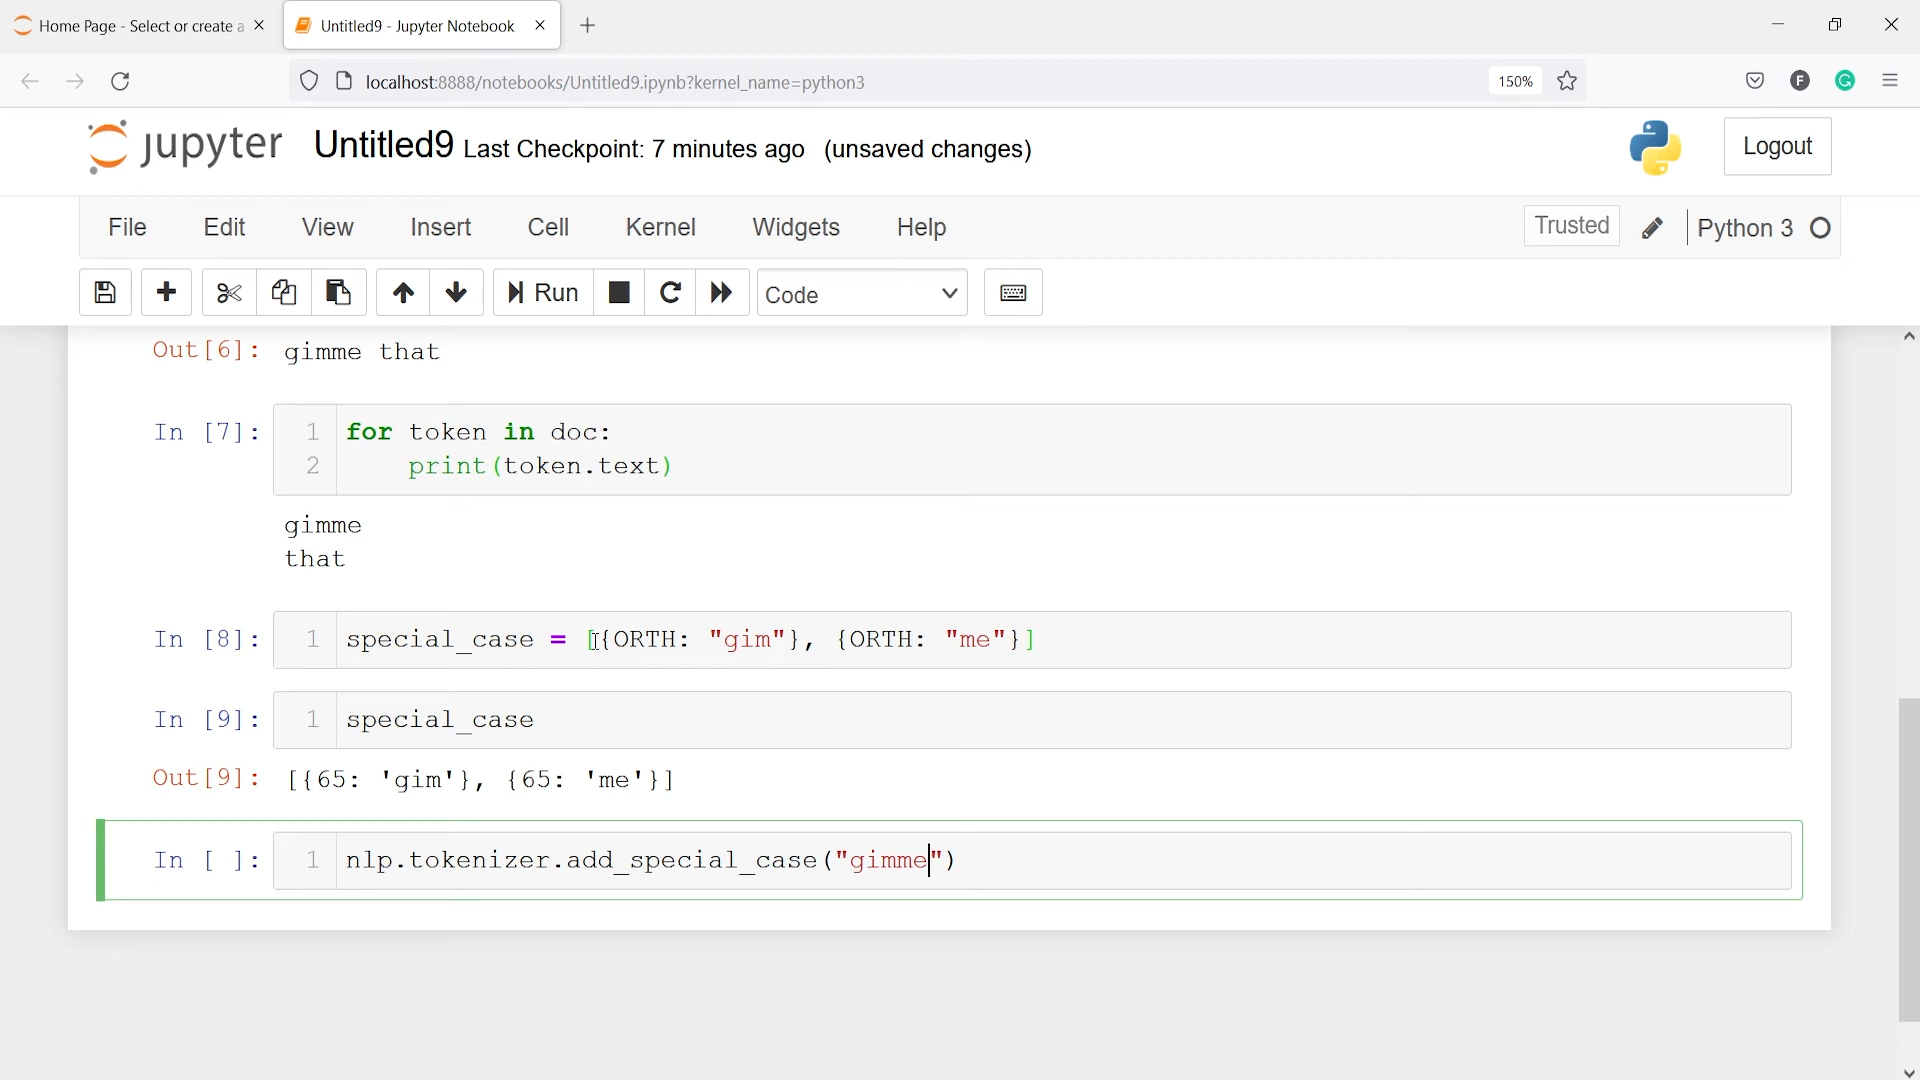 Home Page - Select or create a
Untitled9 - Jupyter Notebook
localhost:8888/notebooks/Untitled9.ipynb?kernel_name=python3
150%
F
G
jupyter Untitled9 Last Checkpoint: 7 minutes ago (unsaved changes)
Logout
File Edit View Insert Cell Kernel Widgets Help
Trusted
Python 3
Run
Code
Out[6]: gimme that
In [7]: 1 for token in doc:
2 print(token.text)
gimme
that
In [8]: 1 special_case = [{ORTH: "gim"}, {ORTH: "me"}]
In [9]: 1 special_case
Out[9]: [{65: 'gim'}, {65: 'me'}]
In [ ]: 1 nlp.tokenizer.add_special_case("gimme")